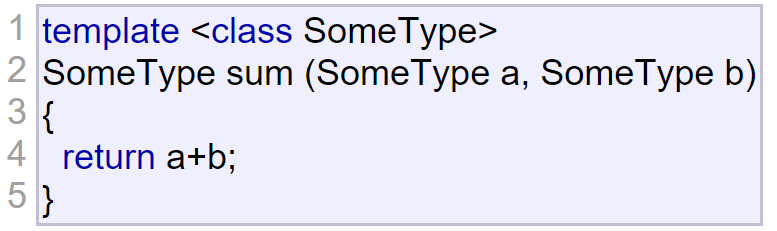 1 template <class SomeType>
2 SomeType sum (SomeType a, SomeType b)
3 {
4   return a+b;
5 }